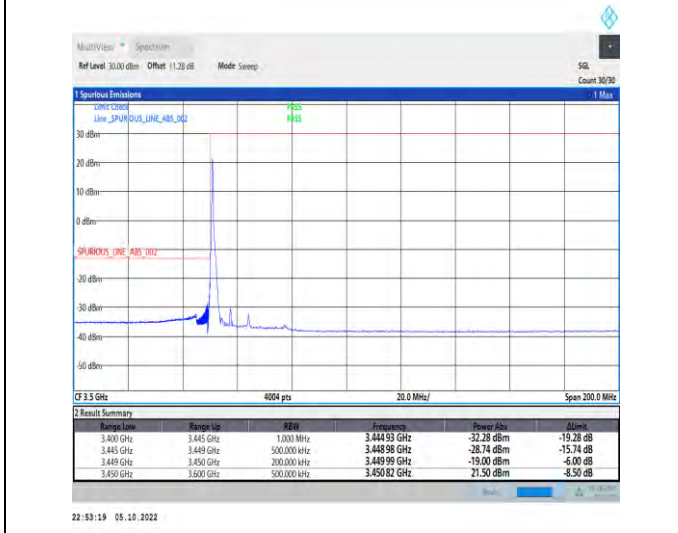 MultiView Spectrum
Ref Level 30.00 dBm Offset 11.28 dB Mode Sweep SGL
Count 30/30
1 Spurious Emissions 1 Max
Limit Check PASS
Line _SPURIOUS_LINE_ABS_002 PASS
30 dBm
20 dBm
10 dBm
0 dBm
_SPURIOUS_LINE_ABS_002
-20 dBm
-30 dBm
-40 dBm
-50 dBm
CF 3.5 GHz 4004 pts 20.0 MHz/ Span 200.0 MHz
2 Result Summary
Range Low Range Up RBW Frequency Power Abs ΔLimit
3.400 GHz 3.445 GHz 1.000 MHz 3.444 93 GHz -32.28 dBm -19.28 dB
3.445 GHz 3.449 GHz 500.000 kHz 3.448 98 GHz -28.74 dBm -15.74 dB
3.449 GHz 3.450 GHz 200.000 kHz 3.449 99 GHz -19.00 dBm -6.00 dB
3.450 GHz 3.600 GHz 500.000 kHz 3.450 82 GHz 21.50 dBm -8.50 dB
22:53:19 05.10.2022